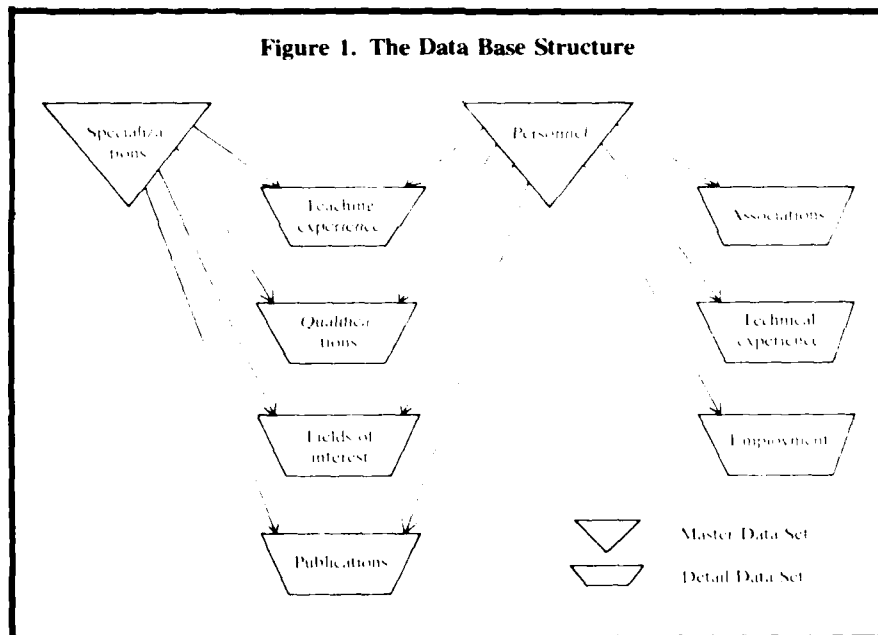 Figure 1. The Data Base Structure
Specializa
tions
Personnel
Teaching
experience
Associations
Qualifica
tions
Technical
experience
Fields of
interest
Employment
Publications
Master Data Set
Detail Data Set